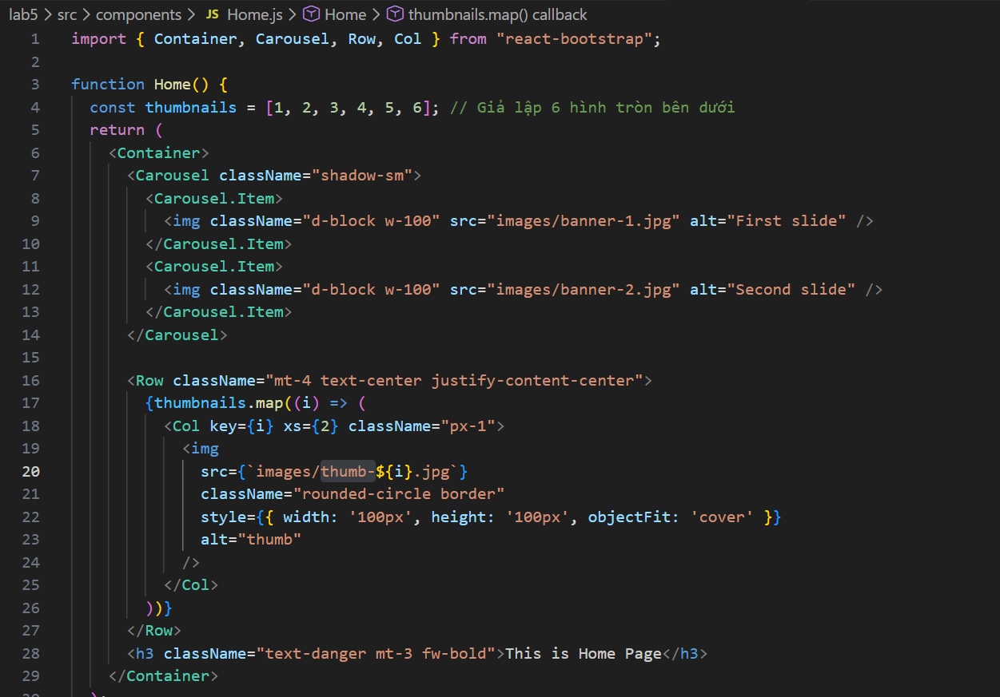 lab5 > src > components > JS Home.js > Home > thumbnails.map() callback
1 import { Container, Carousel, Row, Col } from "react-bootstrap";
2
3 function Home() {
4 const thumbnails = [1, 2, 3, 4, 5, 6]; // Giả lập 6 hình tròn bên dưới
5 return (
6 <Container>
7 <Carousel className="shadow-sm">
8 <Carousel.Item>
9 <img className="d-block w-100" src="images/banner-1.jpg" alt="First slide" />
10 </Carousel.Item>
11 <Carousel.Item>
12 <img className="d-block w-100" src="images/banner-2.jpg" alt="Second slide" />
13 </Carousel.Item>
14 </Carousel>
15
16 <Row className="mt-4 text-center justify-content-center">
17 {thumbnails.map((i) => (
18 <Col key={i} xs={2} className="px-1">
19 <img
20 src={`images/thumb-${i}.jpg`}
21 className="rounded-circle border"
22 style={{ width: '100px', height: '100px', objectFit: 'cover' }}
23 alt="thumb"
24 />
25 </Col>
26 ))}
27 </Row>
28 <h3 className="text-danger mt-3 fw-bold">This is Home Page</h3>
29 </Container>